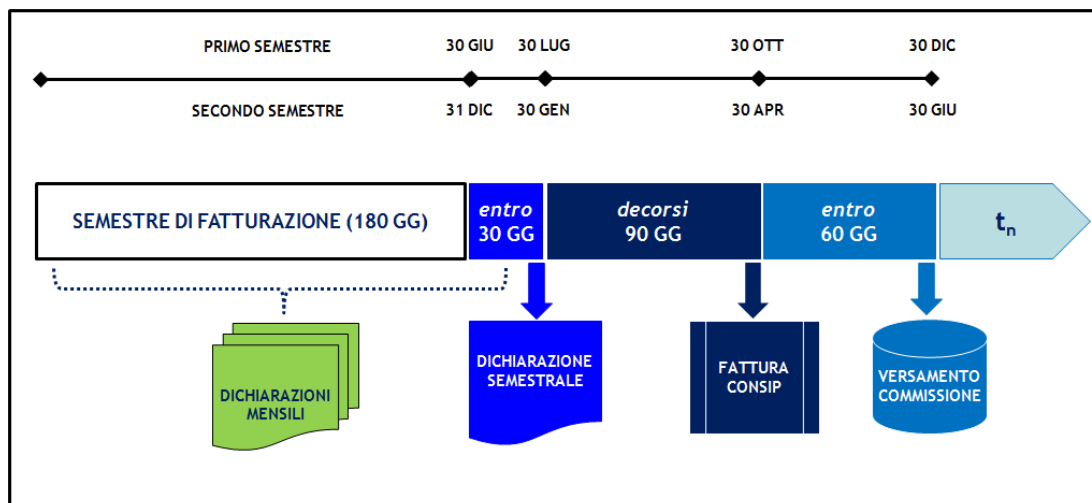 PRIMO SEMESTRE
30 GIU
30 LUG
30 OTT
30 DIC
SECONDO SEMESTRE
31 DIC
30 GEN
30 APR
30 GIU
SEMESTRE DI FATTURAZIONE (180 GG)
entro
30 GG
decorsi
90 GG
entro
60 GG
tn
DICHIARAZIONI
MENSILI
DICHIARAZIONE
SEMESTRALE
FATTURA
CONSIP
VERSAMENTO
COMMISSIONE